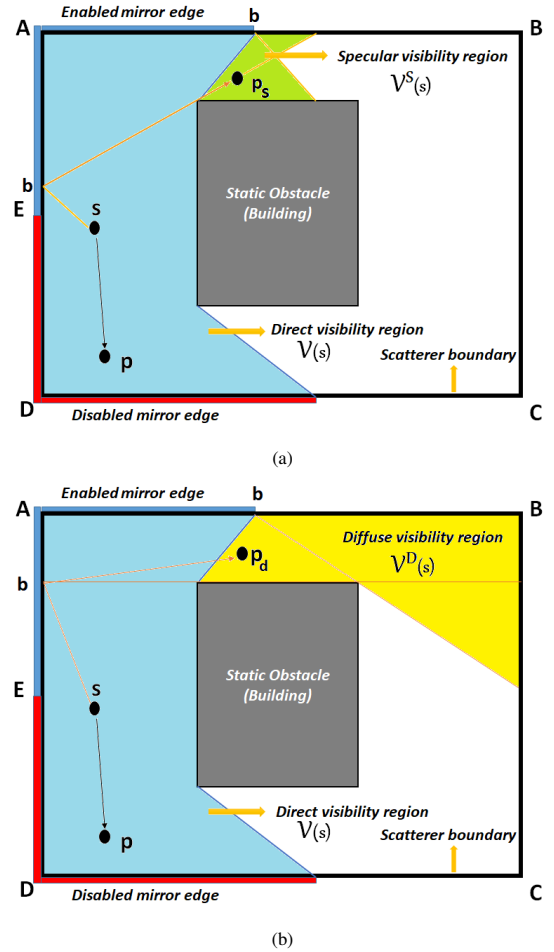 Enabled mirror edge
A
b
B
Specular visibility region
V^S(s)
p_s
b
E
s
Static Obstacle
(Building)
Direct visibility region
V(s)
p
Scatterer boundary
D
Disabled mirror edge
C
(a)
Enabled mirror edge
A
b
B
Diffuse visibility region
V^D(s)
p_d
b
E
s
Static Obstacle
(Building)
Direct visibility region
V(s)
p
Scatterer boundary
D
Disabled mirror edge
C
(b)